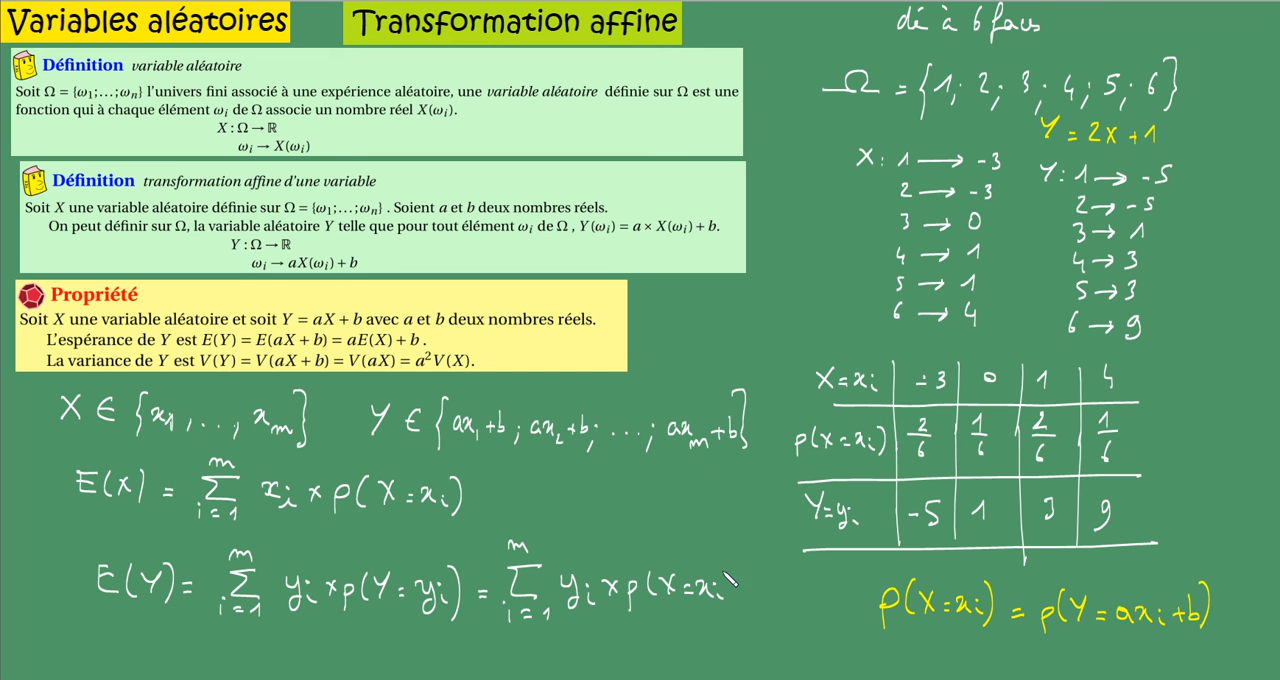 Variables aléatoires
Transformation affine
Définition variable aléatoire
Soit Ω = {ω₁;…;ωₙ} l'univers fini associé à une expérience aléatoire, une variable aléatoire définie sur Ω est une
fonction qui à chaque élément ωᵢ de Ω associe un nombre réel X(ωᵢ).
X : Ω → ℝ
ωᵢ → X(ωᵢ)
Définition transformation affine d'une variable
Soit X une variable aléatoire définie sur Ω = {ω₁;…;ωₙ} . Soient a et b deux nombres réels.
On peut définir sur Ω, la variable aléatoire Y telle que pour tout élément ωᵢ de Ω , Y(ωᵢ) = a × X(ωᵢ) + b.
Y : Ω → ℝ
ωᵢ → aX(ωᵢ) + b
Propriété
Soit X une variable aléatoire et soit Y = aX + b avec a et b deux nombres réels.
L'espérance de Y est E(Y) = E(aX + b) = aE(X) + b .
La variance de Y est V(Y) = V(aX + b) = V(aX) = a²V(X).
X ∈ {x₁, ..., xₘ}
Y ∈ {ax₁+b ; ax₂+b; ...; axₘ+b}
E(X) = ∑ᵢ₌₁ᵐ xᵢ × p(X=xᵢ)
E(Y) = ∑ᵢ₌₁ᵐ yᵢ × p(Y=yᵢ) = ∑ᵢ₌₁ᵐ yᵢ × p(X=xᵢ
dé à 6 faces
Ω = {1; 2; 3; 4; 5; 6}
Y = 2X + 1
X : 1 → -3
2 → -3
3 → 0
4 → 1
5 → 1
6 → 4
Y : 1 → -5
2 → -5
3 → 1
4 → 3
5 → 3
6 → 9
X=xᵢ -3 0 1 4
p(X=xᵢ) 2/6 1/6 2/6 1/6
Y=yᵢ -5 1 3 9
p(X=xᵢ) = p(Y=axᵢ+b)